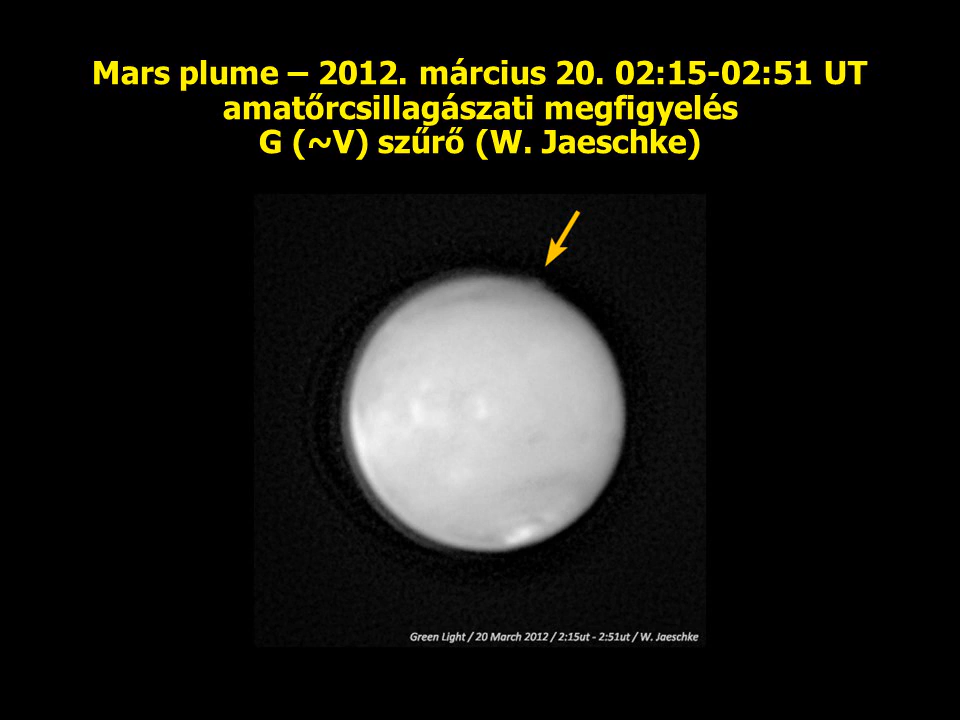 Mars plume – 2012. március 20. 02:15-02:51 UT
amatőrcsillagászati megfigyelés
G (~V) szűrő (W. Jaeschke)
Green Light / 20 March 2012 / 2:15ut - 2:51ut / W. Jaeschke